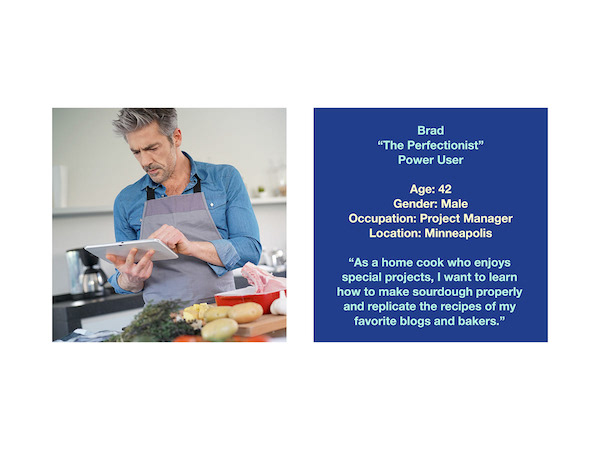 Brad
“The Perfectionist”
Power User
Age: 42
Gender: Male
Occupation: Project Manager
Location: Minneapolis
“As a home cook who enjoys
special projects, I want to learn
how to make sourdough properly
and replicate the recipes of my
favorite blogs and bakers.”